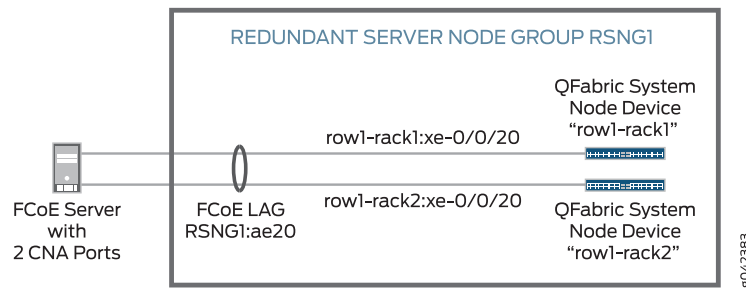 REDUNDANT SERVER NODE GROUP RSNG1
QFabric System
Node Device
“row1-rack1”
row1-rack1:xe-0/0/20
row1-rack2:xe-0/0/20
FCoE Server
with
2 CNA Ports
FCoE LAG
RSNG1:ae20
QFabric System
Node Device
“row1-rack2”
g042383